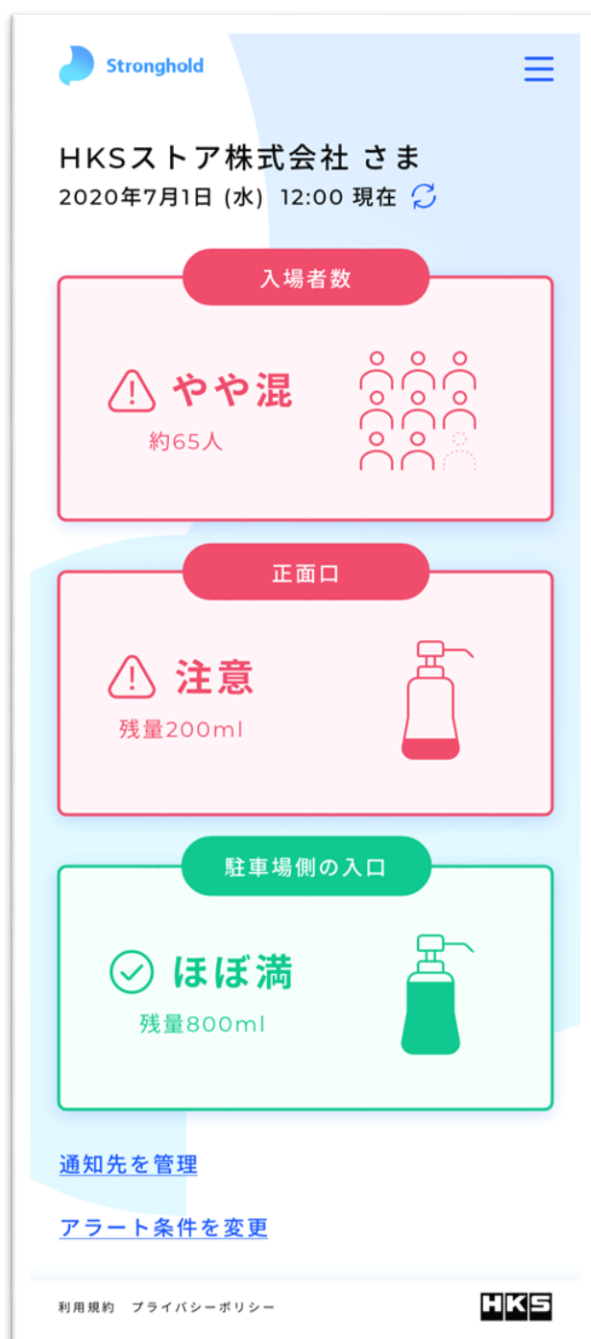 Stronghold
HKSストア株式会社 さま
2020年7月1日 (水) 12:00 現在
入場者数
やや混
約65人
正面口
注意
残量200ml
駐車場側の入口
ほぼ満
残量800ml
通知先を管理
アラート条件を変更
利用規約 プライバシーポリシー
HKS